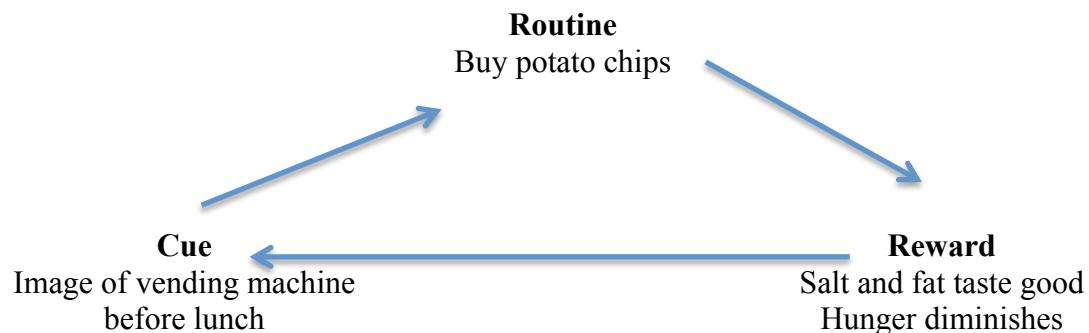 Routine
Buy potato chips
Cue
Image of vending machine
before lunch
Reward
Salt and fat taste good
Hunger diminishes